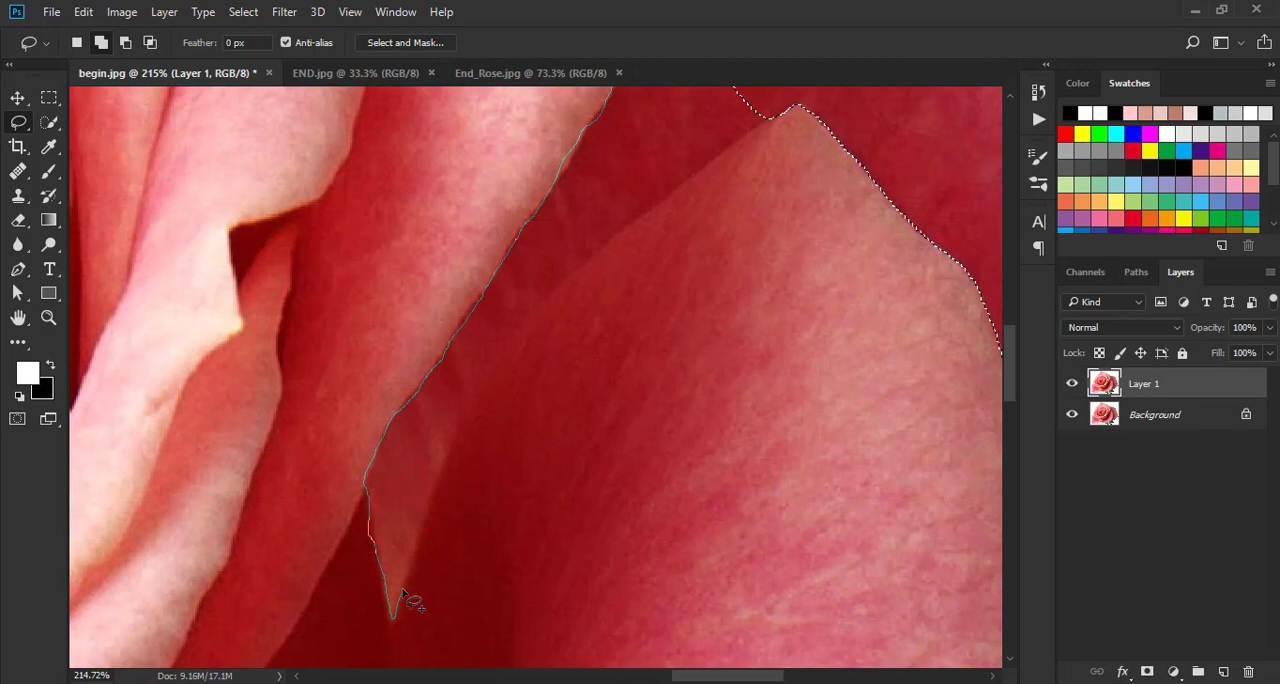 Ps File Edit Image Layer Type Select Filter 3D View Window Help
Feather: 0 px Anti-alias Select and Mask...
begin.jpg @ 215% (Layer 1, RGB/8) * × END.jpg @ 33.3% (RGB/8) × End_Rose.jpg @ 73.3% (RGB/8) ×
Color Swatches
Channels Paths Layers
Kind
Normal Opacity: 100%
Lock: Fill: 100%
Layer 1
Background
214.72% Doc: 9.16M/17.1M